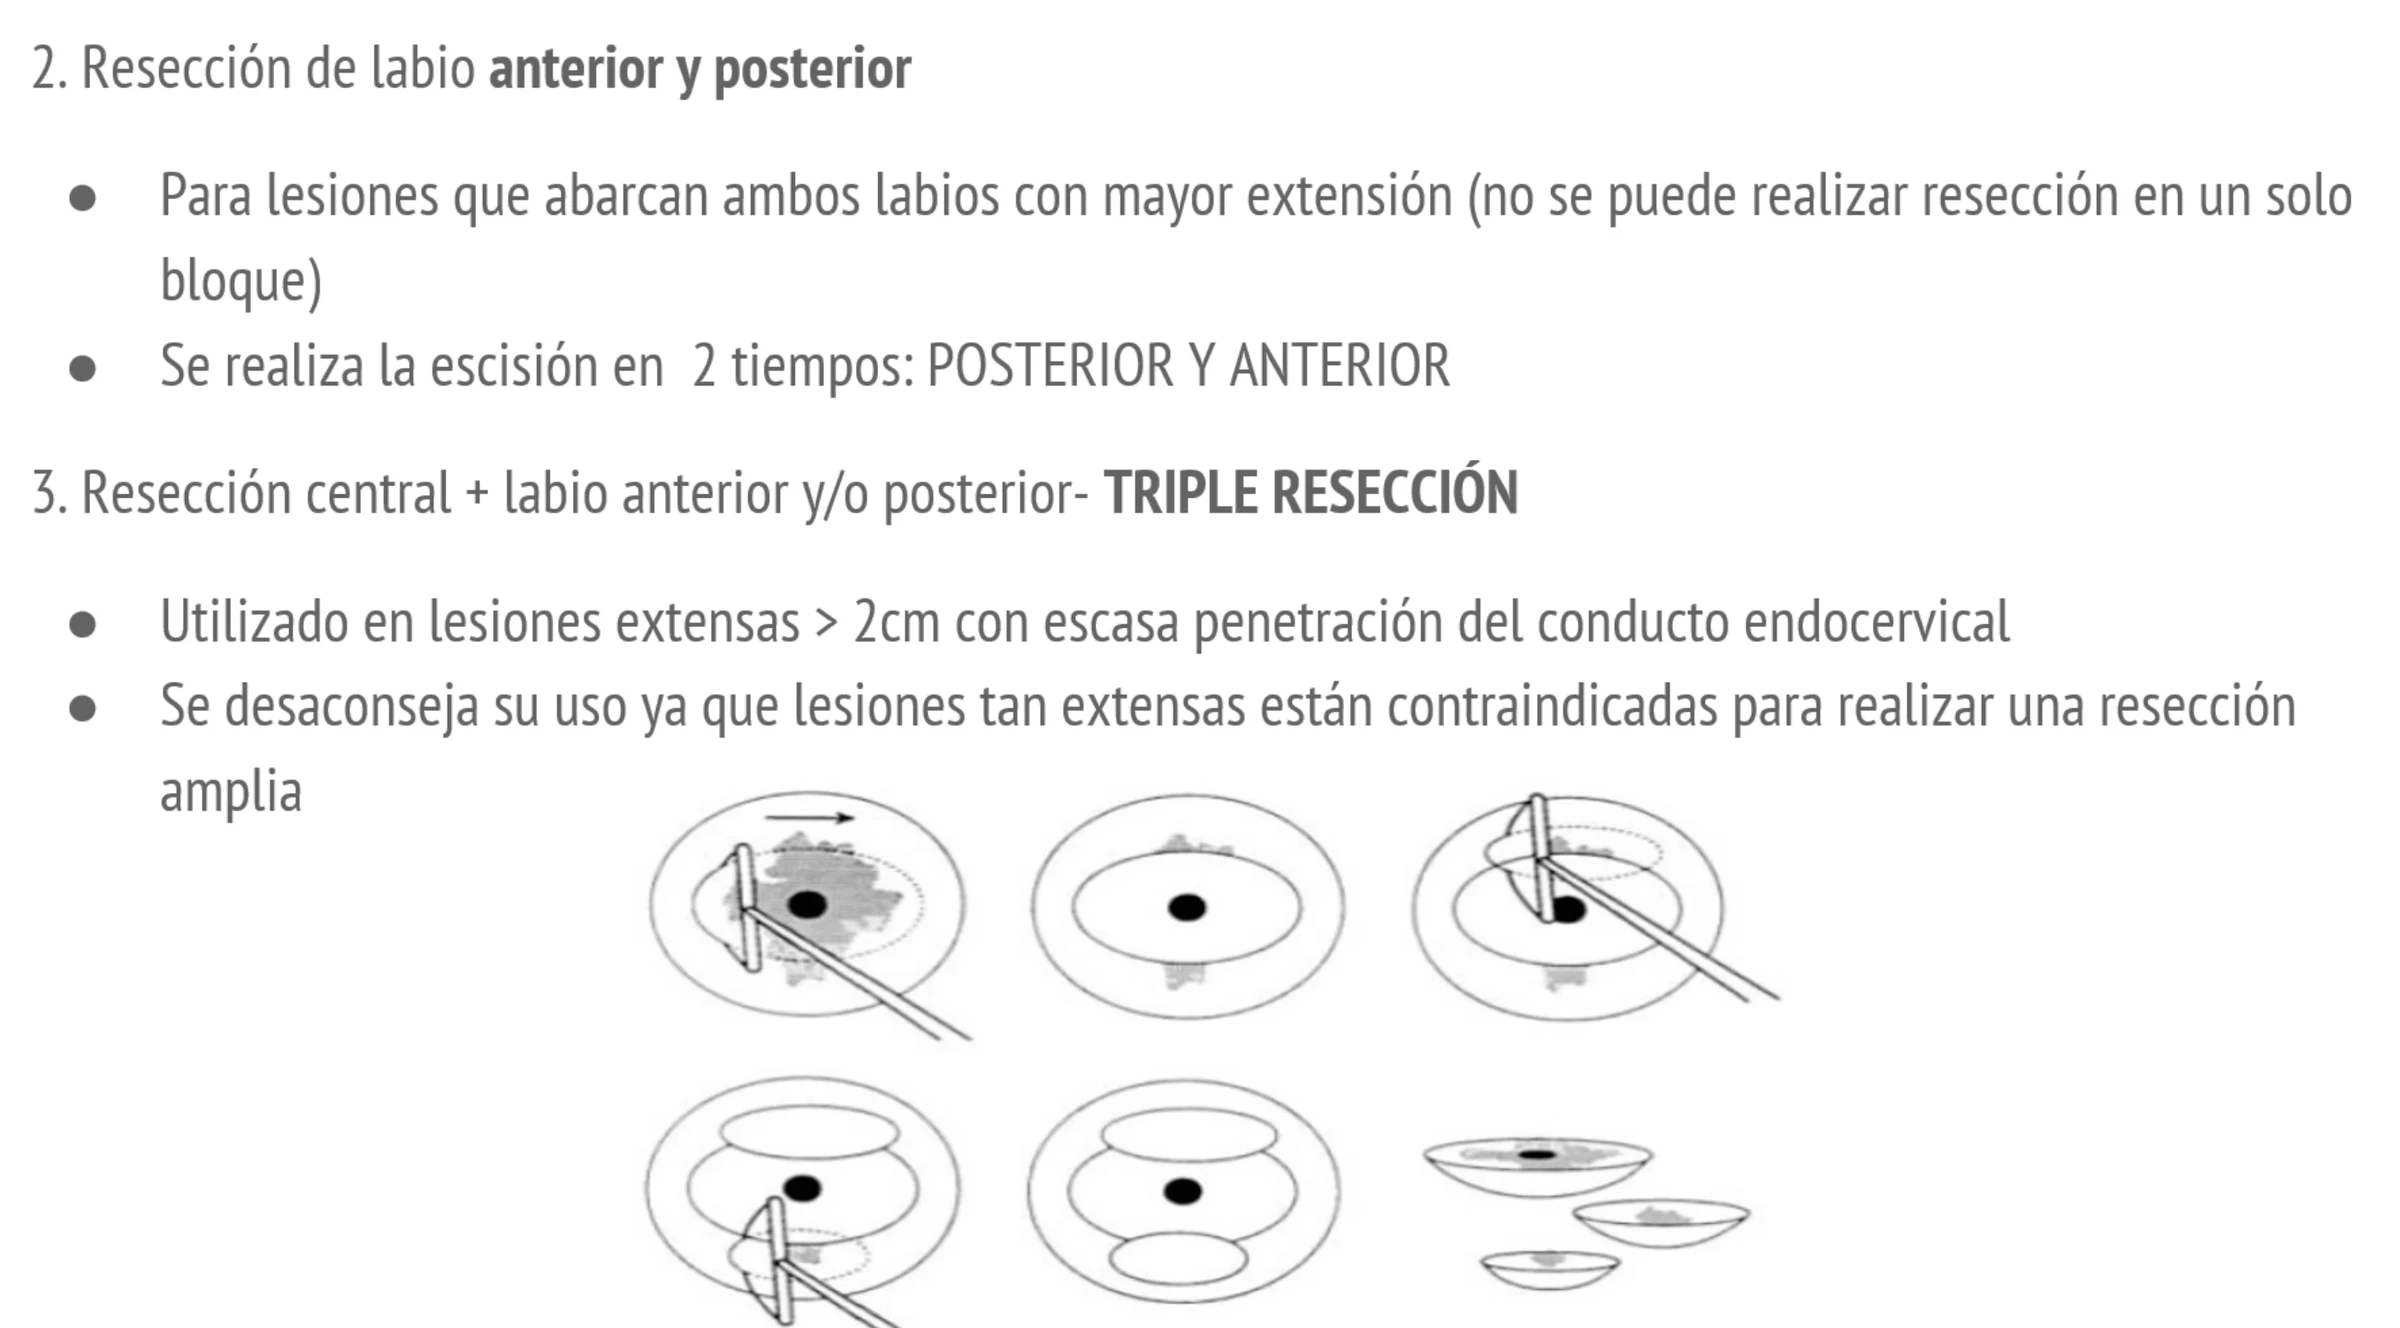 2. Resección de labio anterior y posterior
● Para lesiones que abarcan ambos labios con mayor extensión (no se puede realizar resección en un solo
bloque)
● Se realiza la escisión en  2 tiempos: POSTERIOR Y ANTERIOR
3. Resección central + labio anterior y/o posterior- TRIPLE RESECCIÓN
● Utilizado en lesiones extensas > 2cm con escasa penetración del conducto endocervical
● Se desaconseja su uso ya que lesiones tan extensas están contraindicadas para realizar una resección
amplia